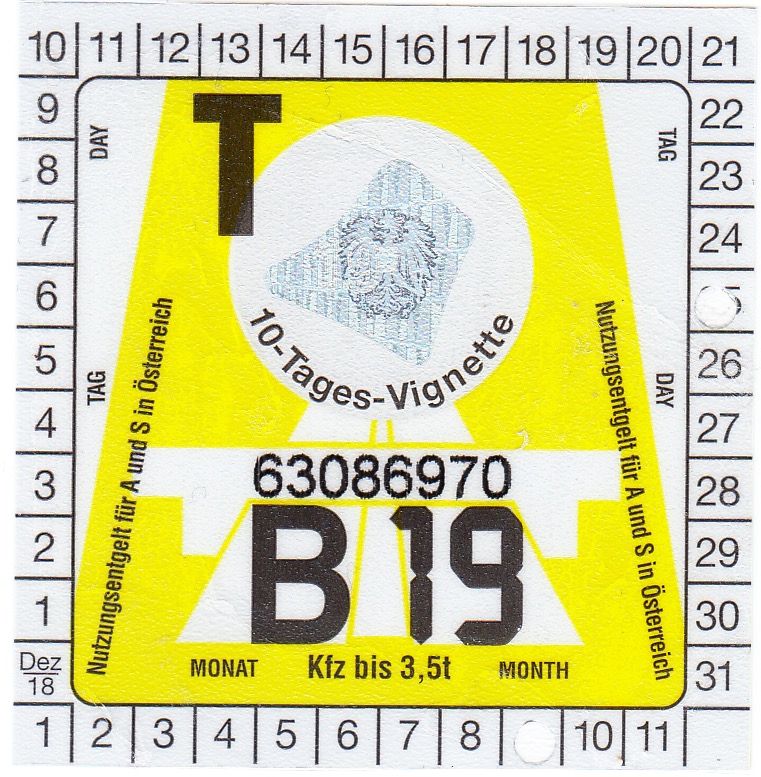 10 11 12 13 14 15 16 17 18 19 20 21
9 22
8 23
7 24
6
5 26
4 27
3 28
2 29
1 30
Dez 31
18
1 2 3 4 5 6 7 8 10 11
DAY
TAG
T
10-Tages-Vignette
TAG
DAY
Nutzungsentgelt für A und S in Österreich
Nutzungsentgelt für A und S in Österreich
63086970
B 19
MONAT Kfz bis 3,5t MONTH